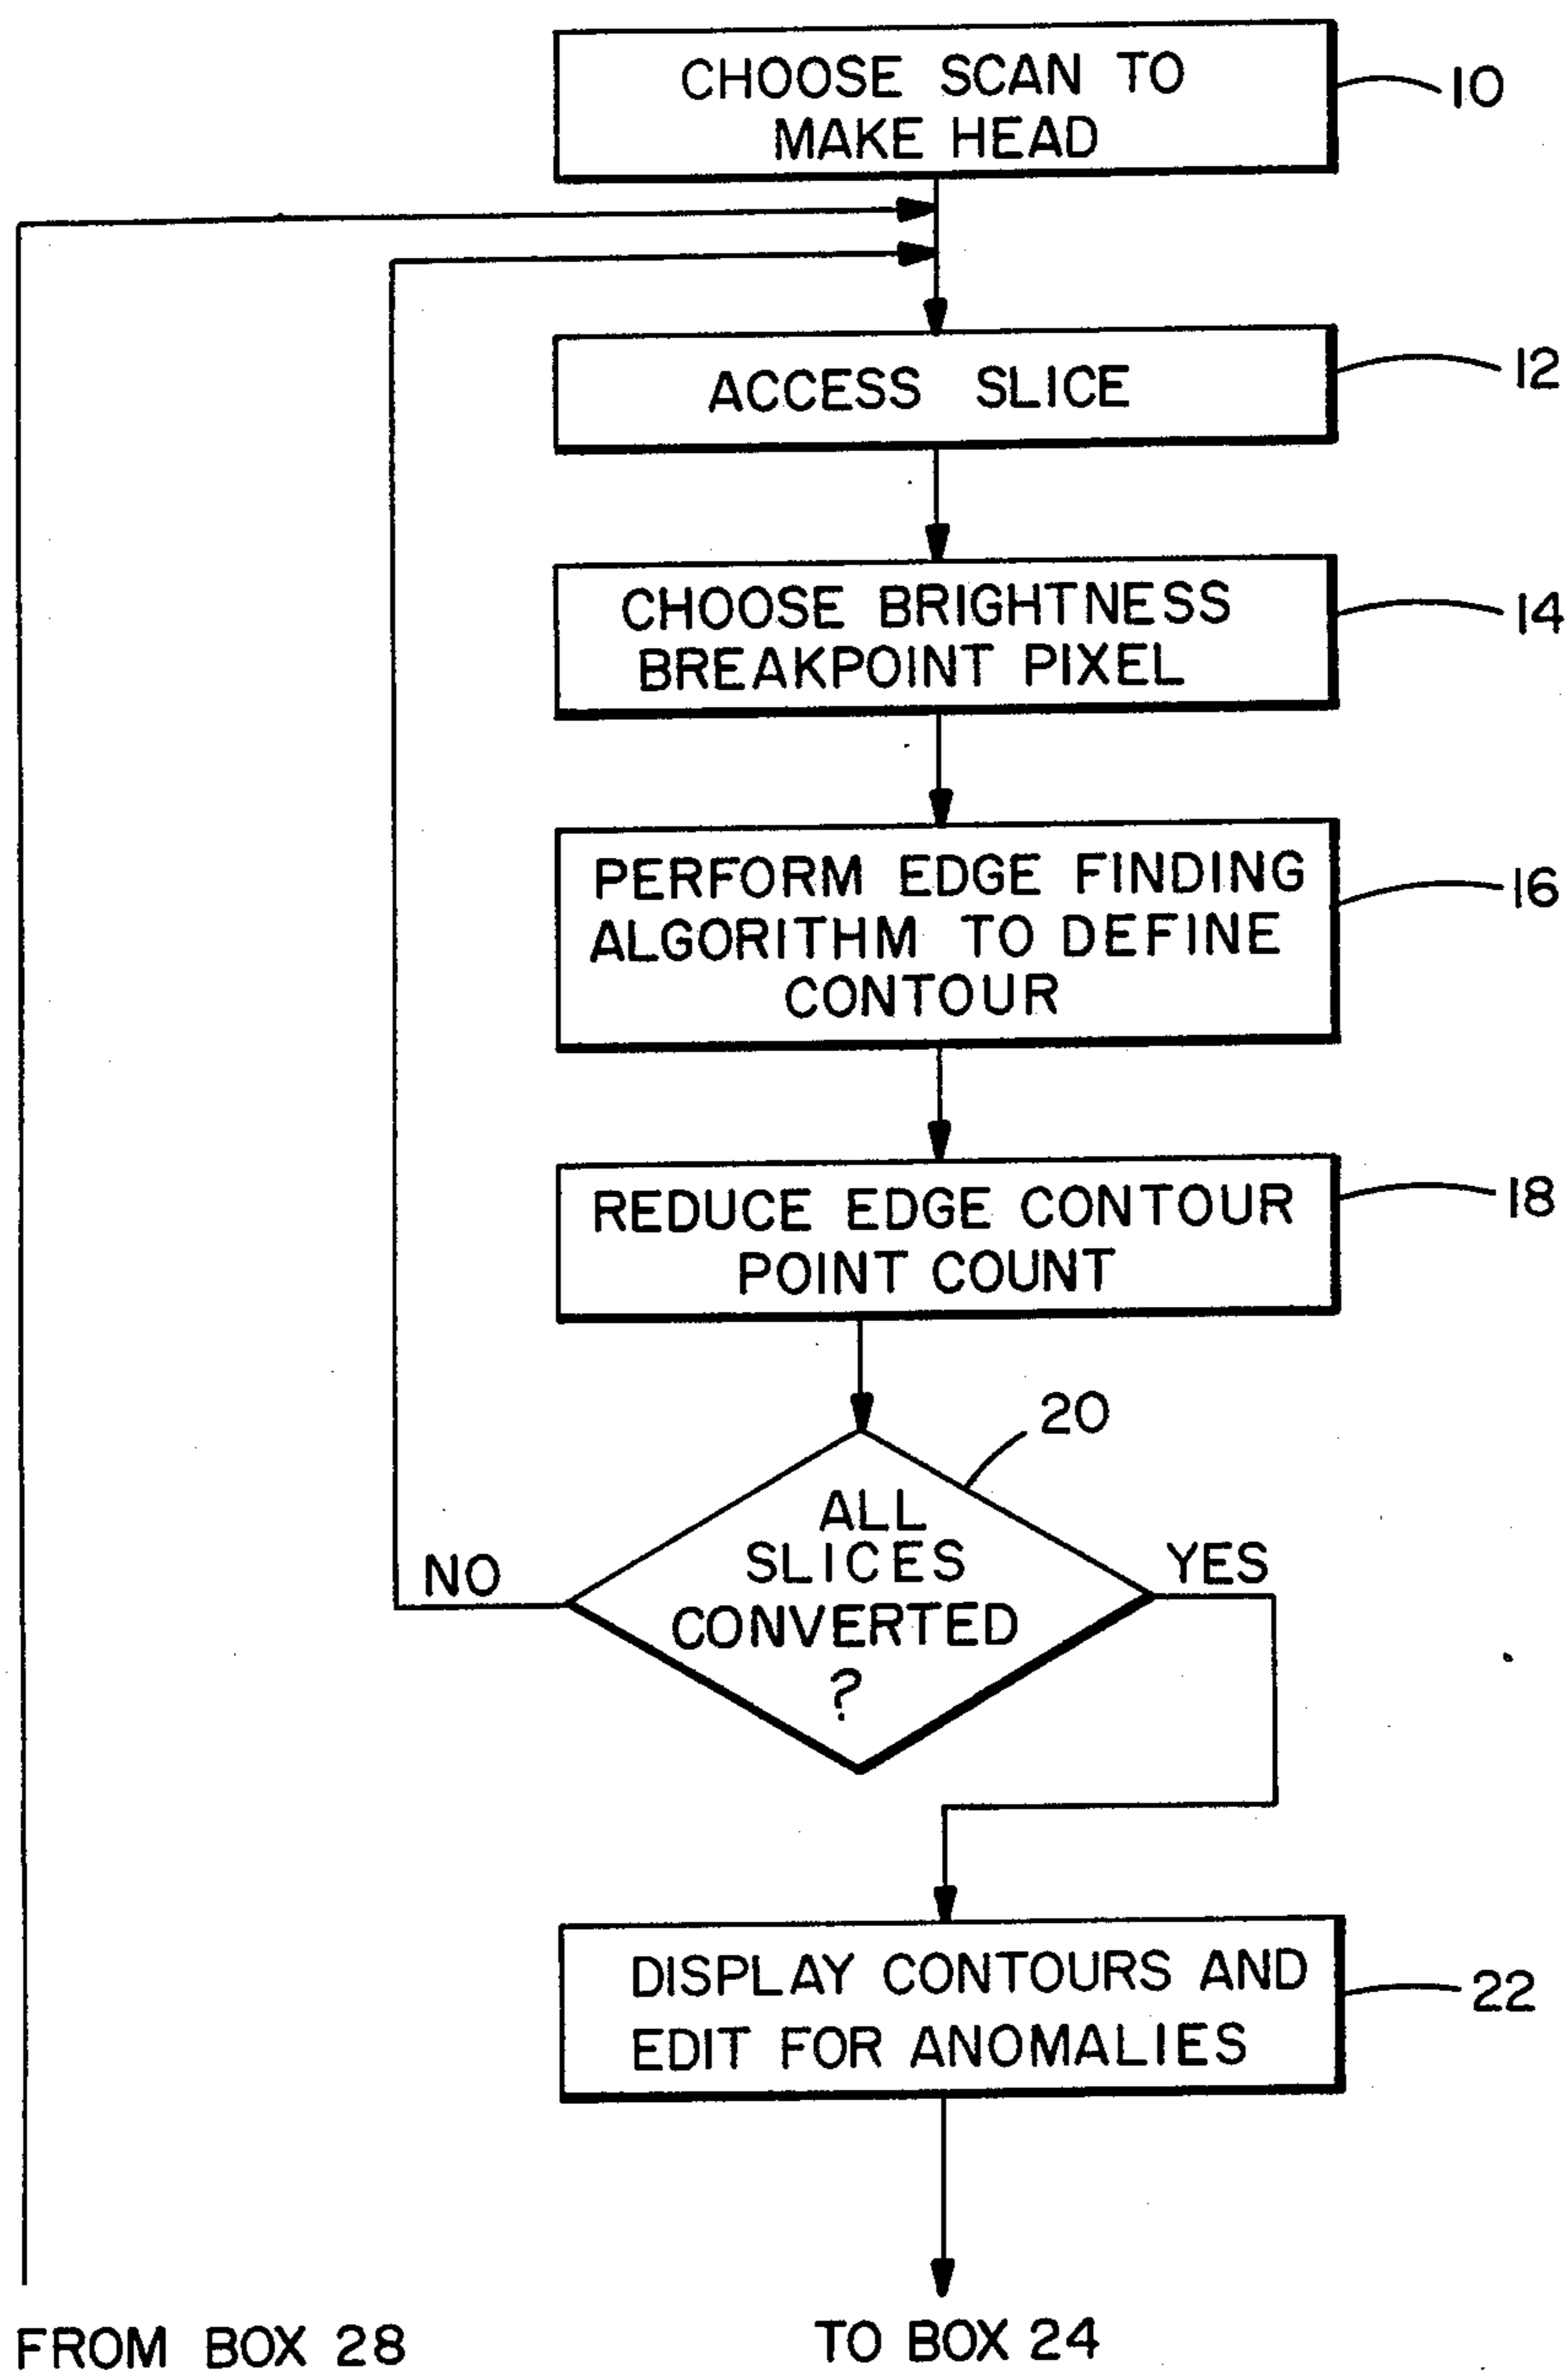 CHOOSE SCAN TO
MAKE HEAD
10
ACCESS SLICE
12
CHOOSE BRIGHTNESS
BREAKPOINT PIXEL
14
PERFORM EDGE FINDING
ALGORITHM TO DEFINE
CONTOUR
16
REDUCE EDGE CONTOUR
POINT COUNT
18
20
ALL
SLICES
CONVERTED
?
NO
YES
DISPLAY CONTOURS AND
EDIT FOR ANOMALIES
22
FROM BOX 28
TO BOX 24